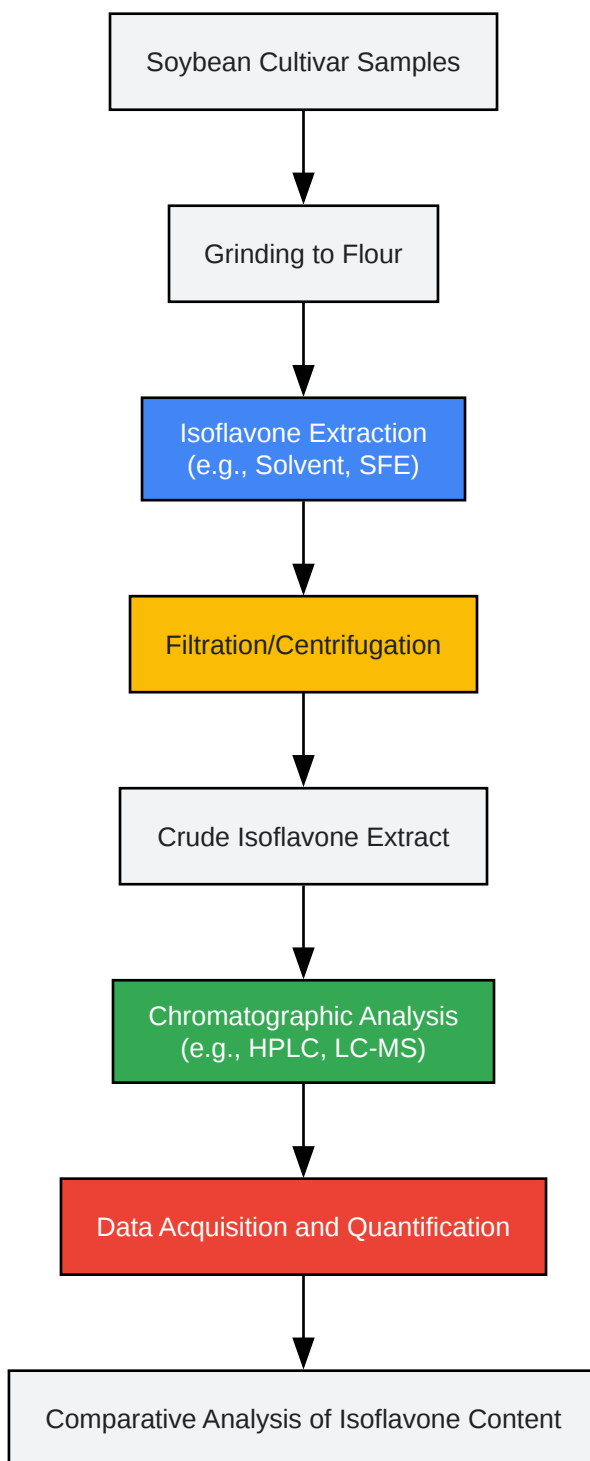 Soybean Cultivar Samples
Grinding to Flour
Isoflavone Extraction
(e.g., Solvent, SFE)
Filtration/Centrifugation
Crude Isoflavone Extract
Chromatographic Analysis
(e.g., HPLC, LC-MS)
Data Acquisition and Quantification
Comparative Analysis of Isoflavone Content